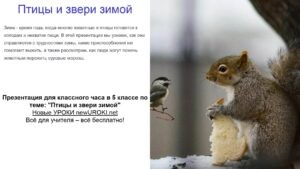 Птицы и звери зимой
Зима - время года, когда многие животные и птицы готовятся к
холодам и нехватке пищи. В этой презентации мы узнаем, как они
справляются с трудностями зимы, какие приспособления им
помогают выжить, а также рассмотрим, как люди могут помочь
животным пережить суровые морозы.
Презентация для классного часа в 5 классе по
теме: "Птицы и звери зимой"
Новые УРОКИ newUROKI.net
Всё для учителя – всё бесплатно!